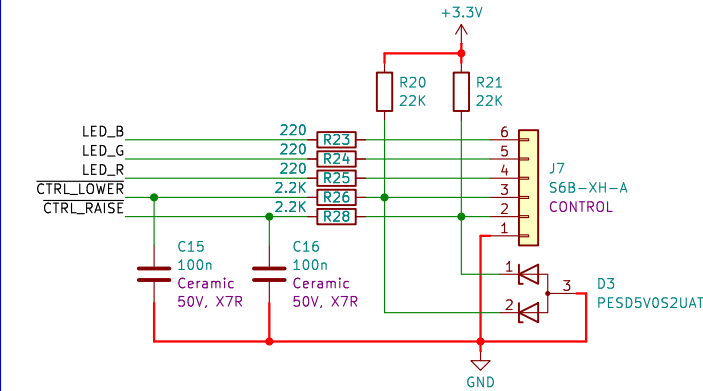 +3.3V
R20
22K
R21
22K
LED_B
220
R23
6
LED_G
220
R24
5
LED_R
220
R25
4
CTRL_LOWER
2.2K
R26
3
CTRL_RAISE
2.2K
R28
2
1
J7
S6B-XH-A
CONTROL
C15
100n
Ceramic
50V, X7R
C16
100n
Ceramic
50V, X7R
1
2
3
D3
PESD5V0S2UAT
GND